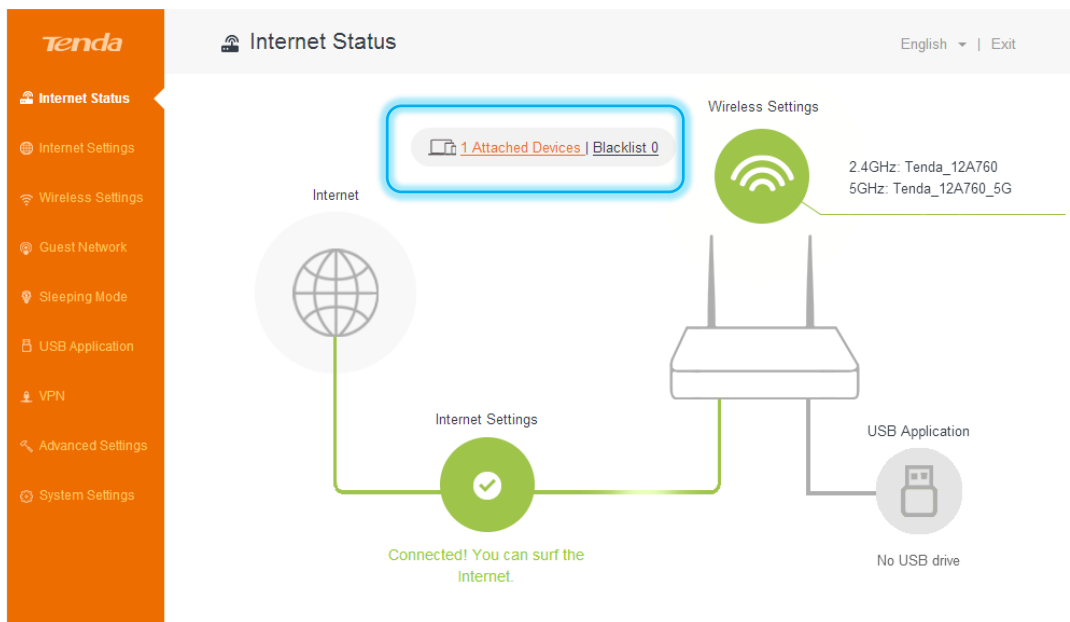 Tenda
Internet Status
English | Exit
Internet Status
Internet Settings
Wireless Settings
Guest Network
Sleeping Mode
USB Application
VPN
Advanced Settings
System Settings
Wireless Settings
1 Attached Devices | Blacklist 0
2.4GHz: Tenda_12A760
5GHz: Tenda_12A760_5G
Internet
Internet Settings
Connected! You can surf the
Internet.
USB Application
No USB drive